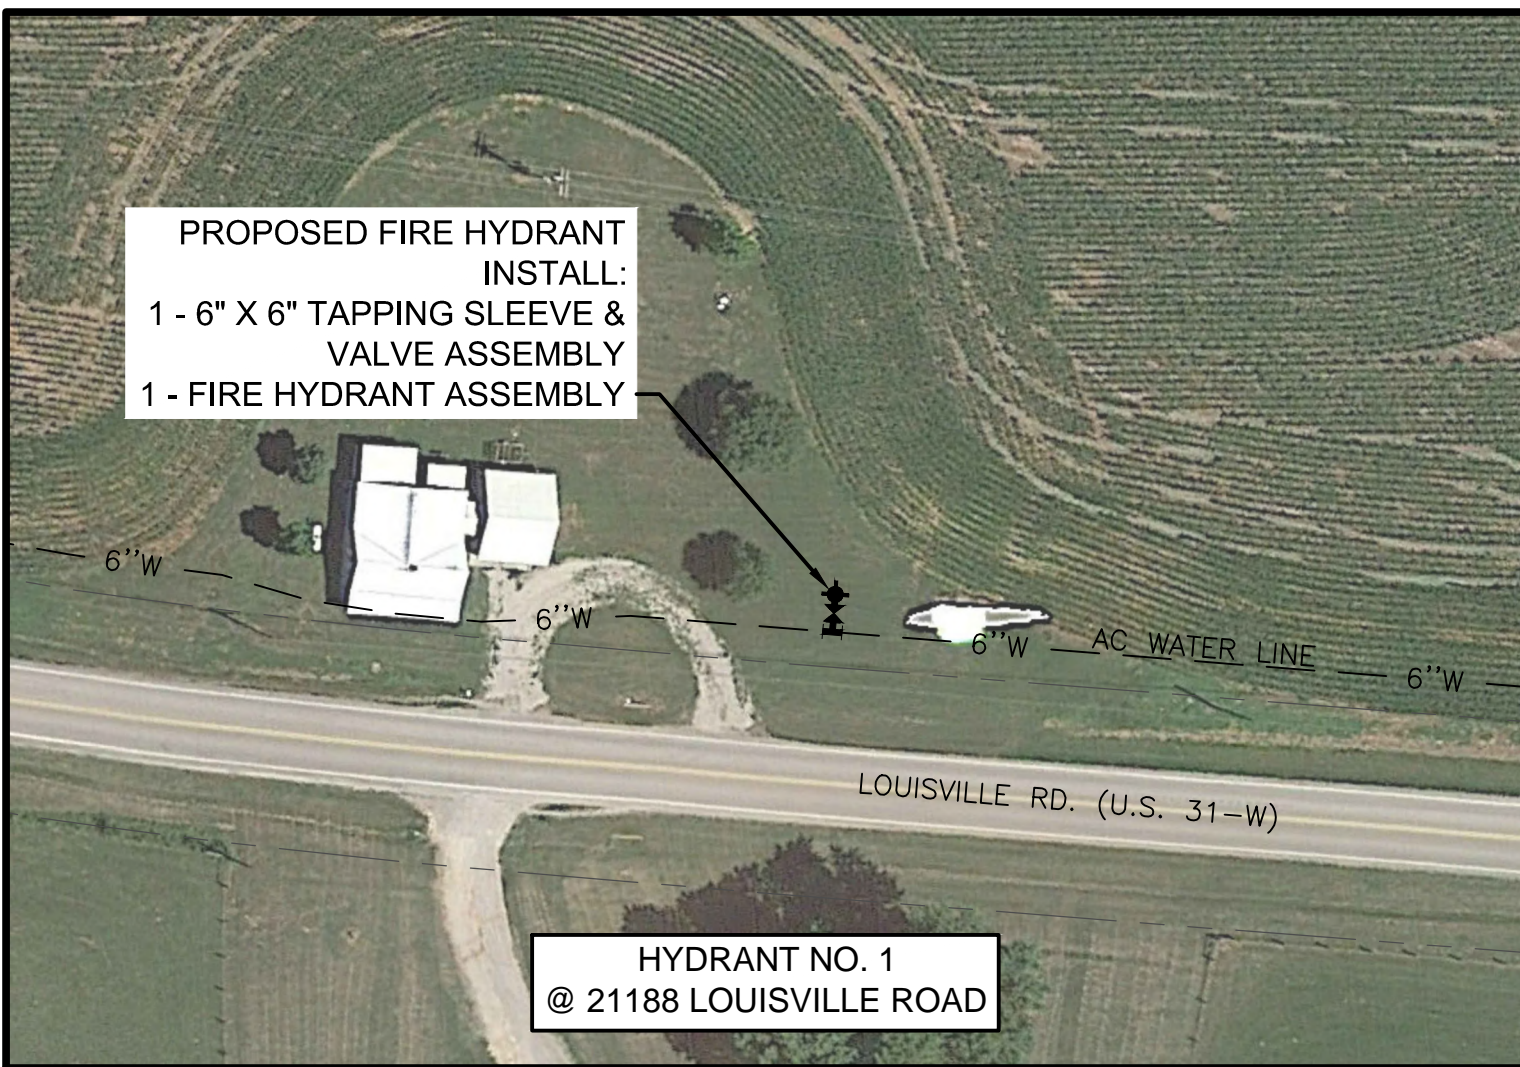 PROPOSED FIRE HYDRANT
INSTALL:
1 - 6" X 6" TAPPING SLEEVE &
VALVE ASSEMBLY
1 - FIRE HYDRANT ASSEMBLY
6''W
6''W
6''W
AC WATER LINE
6''W
LOUISVILLE RD. (U.S. 31-W)
HYDRANT NO. 1
@ 21188 LOUISVILLE ROAD